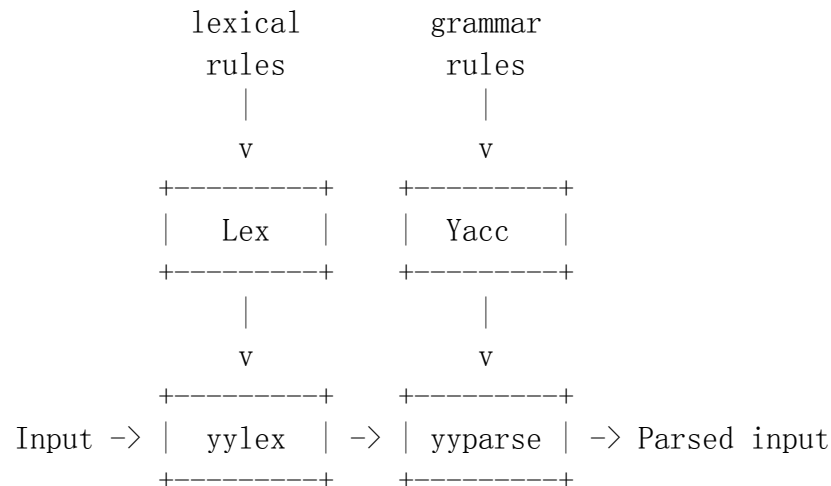 lexical        grammar
           rules          rules
             |              |
             v              v
        +---------+    +---------+
        |   Lex   |    |  Yacc   |
        +---------+    +---------+
             |              |
             v              v
        +---------+    +---------+
Input -> |  yylex  | -> | yyparse | -> Parsed input
        +---------+    +---------+